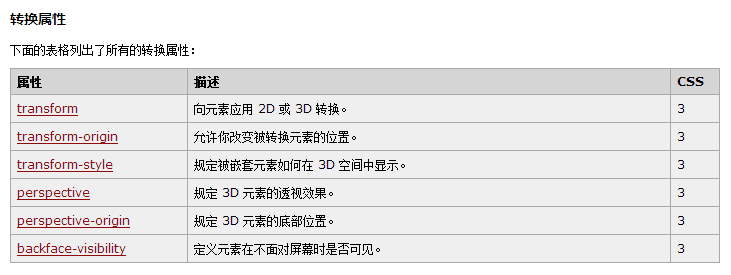 转换属性
下面的表格列出了所有的转换属性：
属性 描述 CSS
transform 向元素应用 2D 或 3D 转换。 3
transform-origin 允许你改变被转换元素的位置。 3
transform-style 规定被嵌套元素如何在 3D 空间中显示。 3
perspective 规定 3D 元素的透视效果。 3
perspective-origin 规定 3D 元素的底部位置。 3
backface-visibility 定义元素在不面对屏幕时是否可见。 3